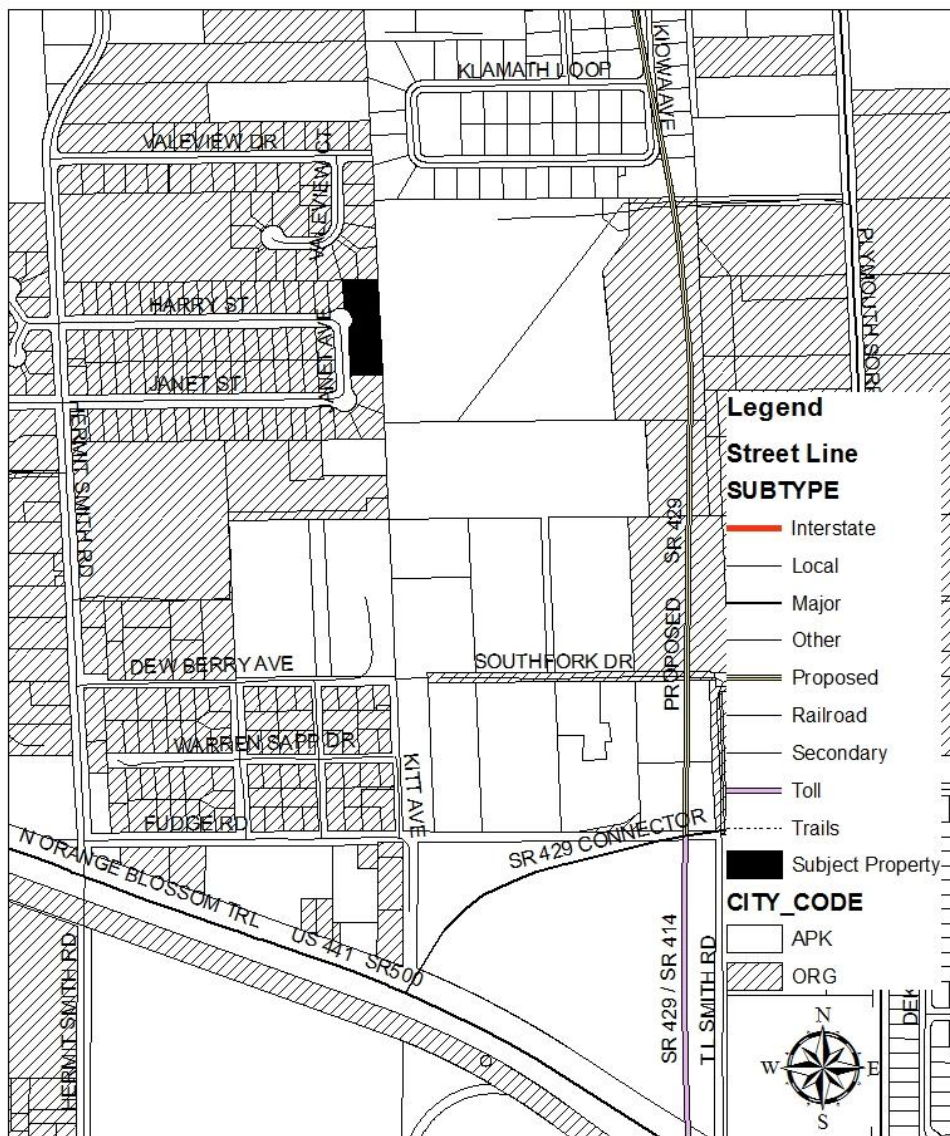 KLAMATH LOOP
KIOWA AVE
VALEVIEW DR
VALEVIEW CT
PLYMOUTH SORR
HARRY ST
JANET AVE
JANET ST
HERMIT SMITH RD
Legend
Street Line
SUBTYPE
Interstate
Local
Major
Other
Proposed
Railroad
Secondary
Toll
Trails
Subject Property
CITY_CODE
APK
ORG
PROPOSED SR 429
DEW BERRY AVE
SOUTHFORK DR
WARREN SAPP DR
KITT AVE
FUDGE RD
SR 429 CONNECTOR
N ORANGE BLOSSOM TRL US 441 SR500
HERMIT SMITH RD
SR 429 / SR 414
T L SMITH RD
N
W E
S